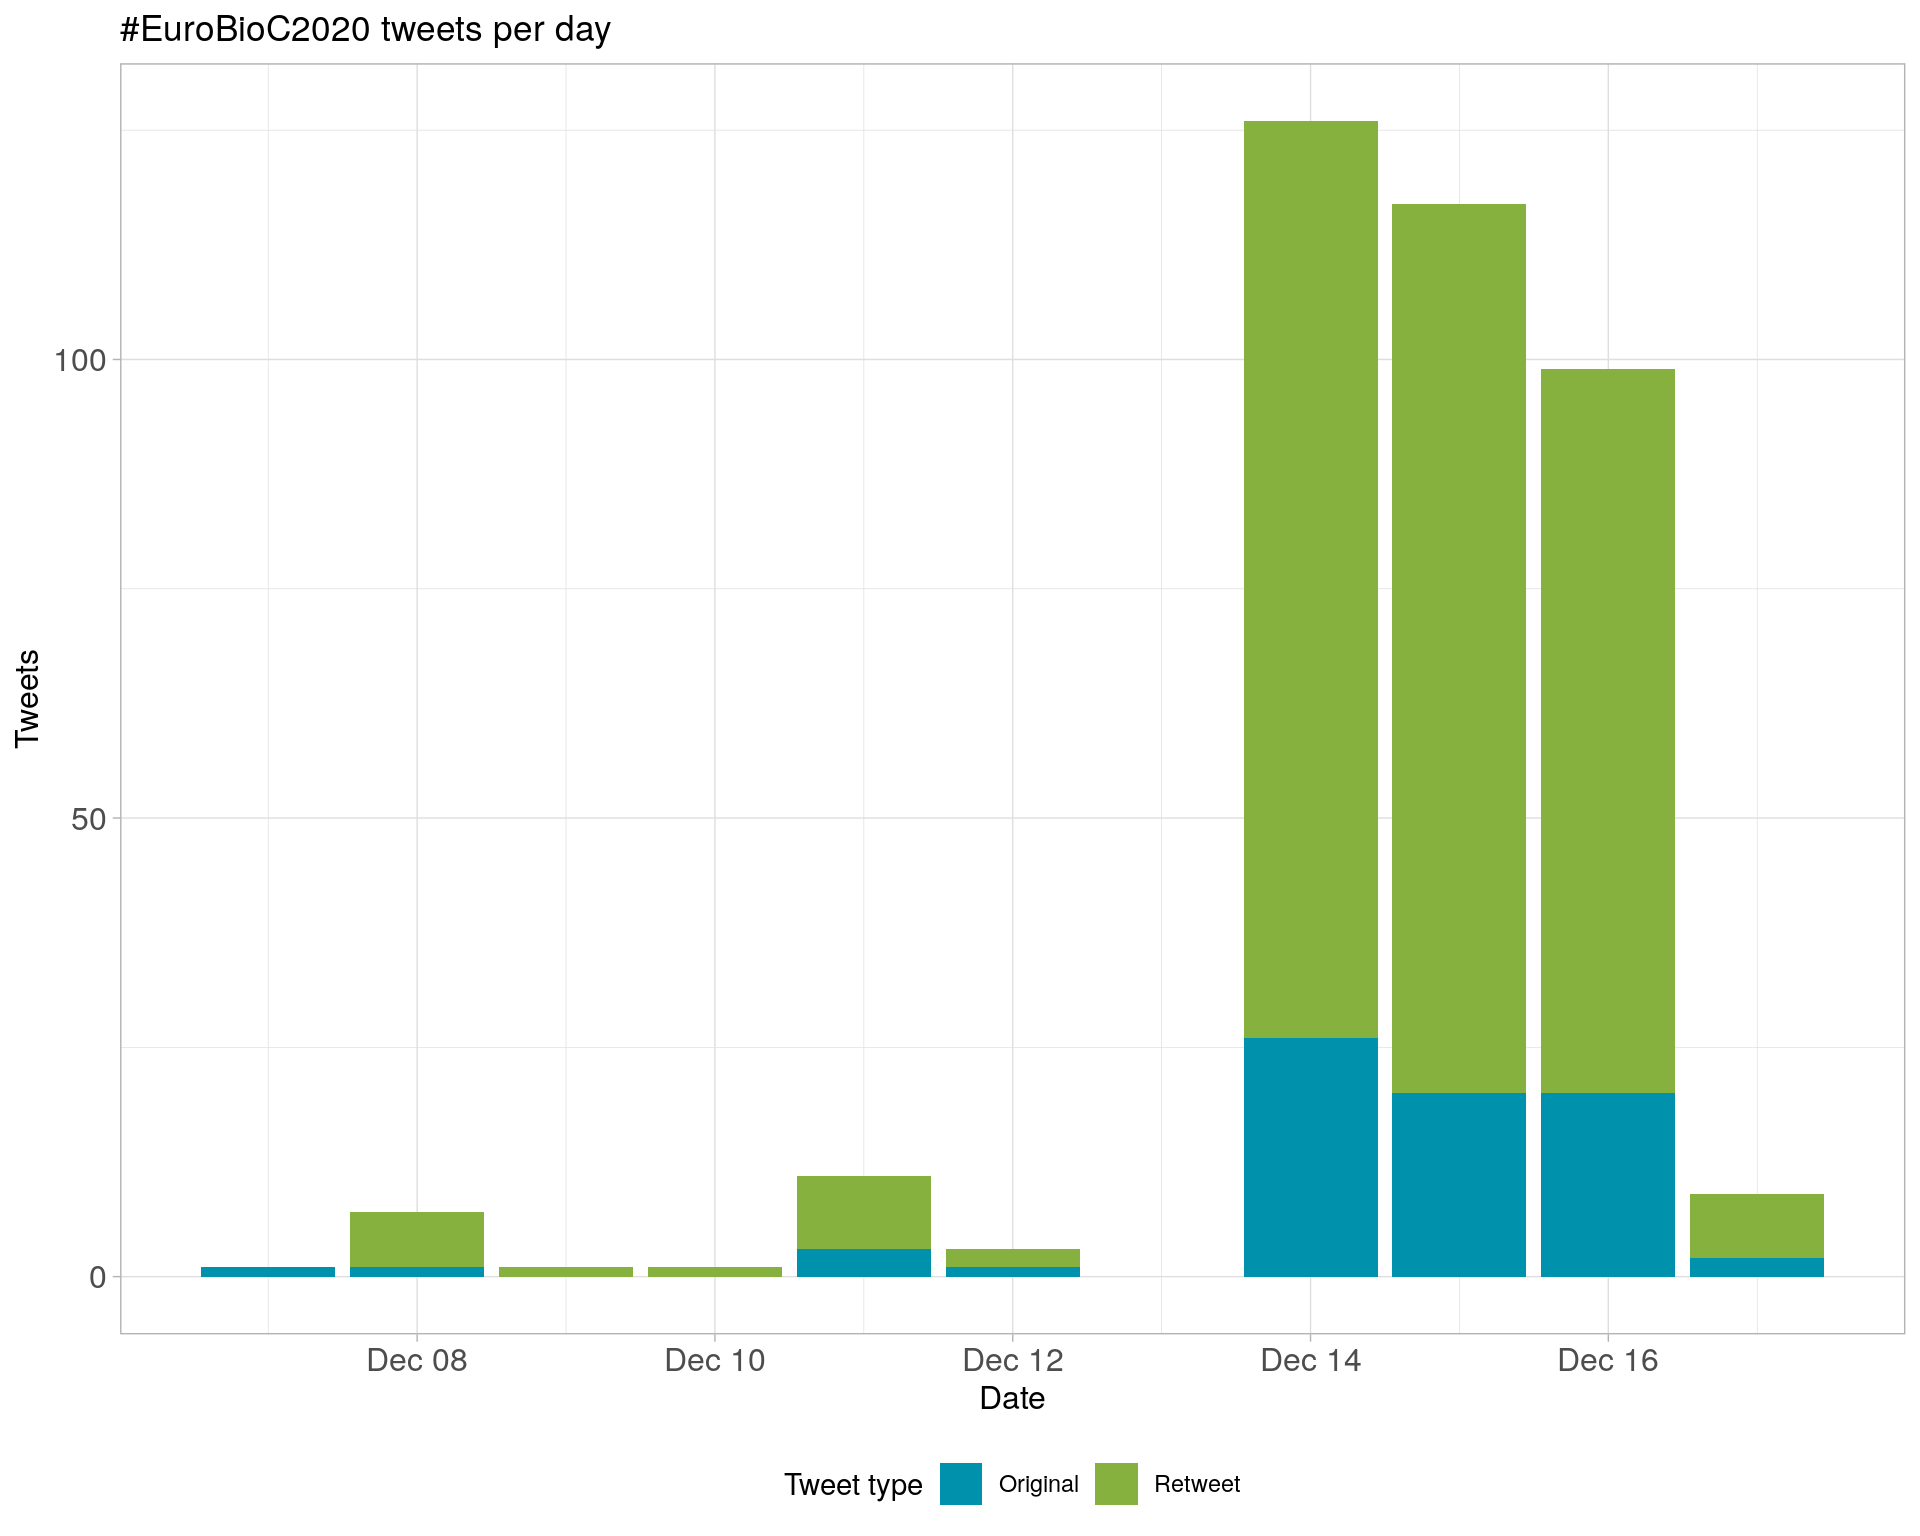 #EuroBioC2020 tweets per day
Tweets
100
50
0
Dec 08 Dec 10 Dec 12 Dec 14 Dec 16
Date
Tweet type Original Retweet